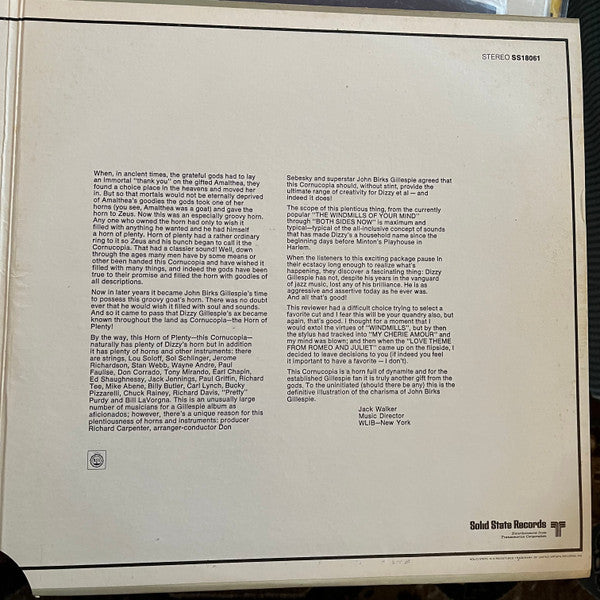 STEREO SS18061
When, in ancient times, the grateful gods had to lay
an Immortal "thank you" on the gifted Amalthea, they
found a choice place in the heavens and moved her
in. But so that mortals would not be eternally deprived
of Amalthea's goodies the gods took one of her
horns (you see, Amalthea was a goat) and gave the
horn to Zeus. Now this was an especially groovy horn.
Any one who owned the horn had only to wish it
filled with anything he wanted and he had himself
a horn of plenty. Horn of plenty had a rather ordinary
ring to it so Zeus and his bunch began to call it the
Cornucopia. That had a classier sound! Well, down
through the ages many men have by some means or
other been handed this Cornucopia and have wished it
filled with many things, and indeed the gods have been
true to their promise and filled the horn with goodies of
all descriptions.
Now in later years it became John Birks Gillespie's time
to possess this groovy goat's horn. There was no doubt
ever that he would wish it filled with soul and sounds.
And so it came to pass that Dizzy Gillespie's ax became
known throughout the land as Cornucopia—the Horn of
Plenty!
By the way, this Horn of Plenty—this Cornucopia—
naturally has plenty of Dizzy's horn but in addition
it has plenty of horns and other instruments: there
are strings, Lou Soloff, Sol Schlinger, Jerome
Richardson, Stan Webb, Wayne Andre, Paul
Faulise, Don Corrado, Tony Mirando, Earl Chapin,
Ed Shaughnessy, Jack Jennings, Paul Griffin, Richard
Tee, Mike Abene, Billy Butler, Carl Lynch, Bucky
Pizzarelli, Chuck Rainey, Richard Davis, "Pretty"
Purdy and Bill LaVorgna. This is an unusually large
number of musicians for a Gillespie album as
aficionados; however, there's a unique reason for this
plentiousness of horns and instruments: producer
Richard Carpenter, arranger-conductor Don
Sebesky and superstar John Birks Gillespie agreed that
this Cornucopia should, without stint, provide the
ultimate range of creativity for Dizzy et al — and
indeed it does!
The scope of this plentious thing, from the currently
popular "THE WINDMILLS OF YOUR MIND"
through "BOTH SIDES NOW" is maximum and
typical—typical of the all-inclusive concept of sounds
that has made Dizzy's a household name since the
beginning days before Minton's Playhouse in
Harlem.
When the listeners to this exciting package pause in
their ecstacy long enough to realize what's
happening, they discover a fascinating thing: Dizzy
Gillespie has not, despite his years in the vanguard
of jazz music, lost any of his brilliance. He is as
aggressive and assertive today as he ever was.
And all that's good!
This reviewer had a difficult choice trying to select a
favorite cut and I fear this will be your quandry also, but
again, that's good. I thought for a moment that I
would extol the virtues of "WINDMILLS", but by then
the stylus had tracked into "MY CHERIE AMOUR" and
my mind was blown; and then when the "LOVE THEME
FROM ROMEO AND JULIET" came up on the flipside, I
decided to leave decisions to you (if indeed you feel
it important to have a favorite — I don't).
This Cornucopia is a horn full of dynamite and for the
established Gillespie fan it is truly another gift from the
gods. To the uninitiated (should there be any) this is the
definitive illustration of the charisma of John Birks
Gillespie.
Jack Walker
Music Director
WLIB—New York
Solid State Records
Entertainment from
Transamerica Corporation